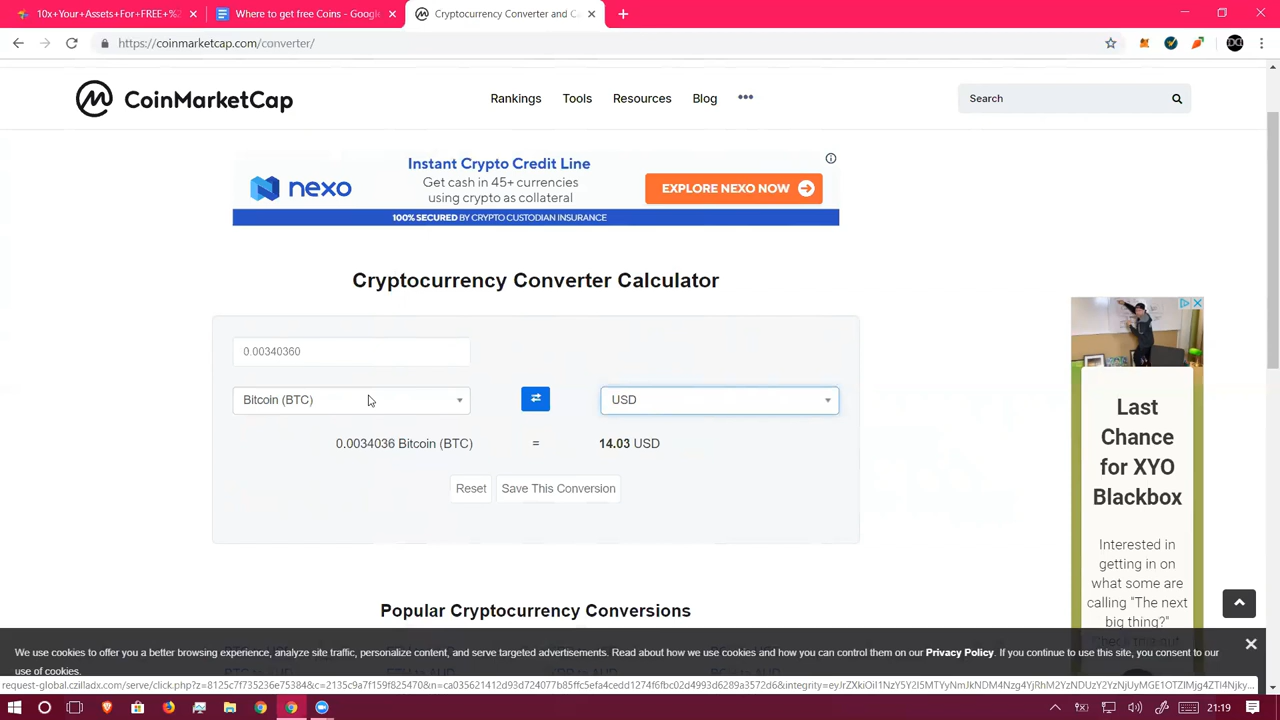 10x+Your+Assets+For+FREE+%2
Where to get free Coins - Google
Cryptocurrency Converter and Ca
https://coinmarketcap.com/converter/
CoinMarketCap
Rankings
Tools
Resources
Blog
Search
Instant Crypto Credit Line
nexo
Get cash in 45+ currencies
using crypto as collateral
EXPLORE NEXO NOW
100% SECURED BY CRYPTO CUSTODIAN INSURANCE
Cryptocurrency Converter Calculator
0.00340360
Bitcoin (BTC)
USD
0.0034036 Bitcoin (BTC) = 14.03 USD
Reset
Save This Conversion
Last
Chance
for XYO
Blackbox
Interested in
getting in on
what some are
calling "The next
big thing?"
Popular Cryptocurrency Conversions
We use cookies to offer you a better browsing experience, analyze site traffic, personalize content, and serve targeted advertisements. Read about how we use cookies and how you can control them on our Privacy Policy. If you continue to use this site, you consent to our
use of cookies.
21:19